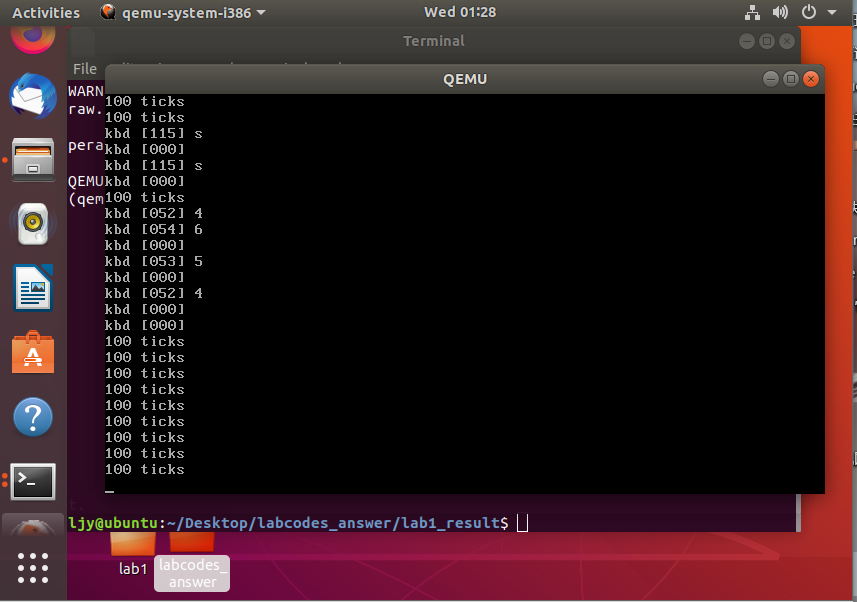 Activities
qemu-system-i386
Wed 01:28
Terminal
File
QEMU
WARN
raw.
pera
QEMU
(qem
100 ticks
100 ticks
kbd [115] s
kbd [000]
kbd [115] s
kbd [000]
100 ticks
kbd [052] 4
kbd [054] 6
kbd [000]
kbd [053] 5
kbd [000]
kbd [052] 4
kbd [000]
kbd [000]
100 ticks
100 ticks
100 ticks
100 ticks
100 ticks
100 ticks
100 ticks
100 ticks
100 ticks
ljy@ubuntu:~/Desktop/labcodes_answer/lab1_result$
lab1
labcodes_
answer